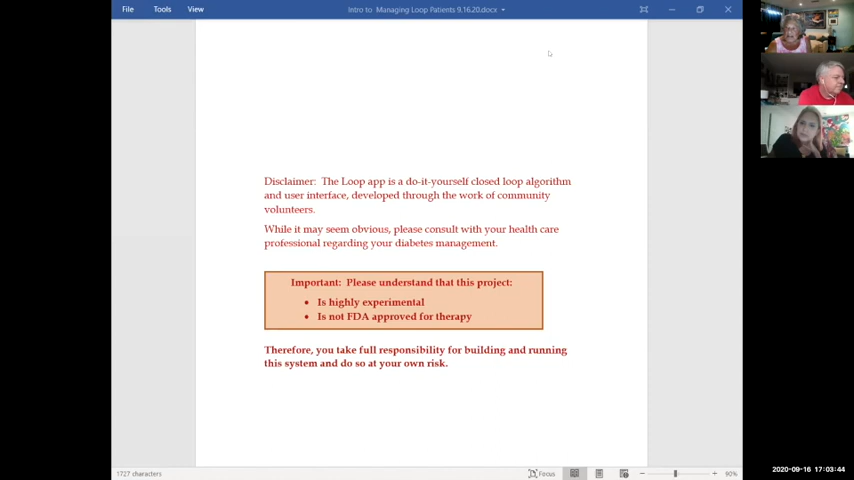 File Tools View Intro to Managing Loop Patients 9.16.20.docx
Disclaimer: The Loop app is a do-it-yourself closed loop algorithm
and user interface, developed through the work of community
volunteers.
While it may seem obvious, please consult with your health care
professional regarding your diabetes management.
Important: Please understand that this project:
• Is highly experimental
• Is not FDA approved for therapy
Therefore, you take full responsibility for building and running
this system and do so at your own risk.
1727 characters Focus 90%
2020-09-16 17:03:44